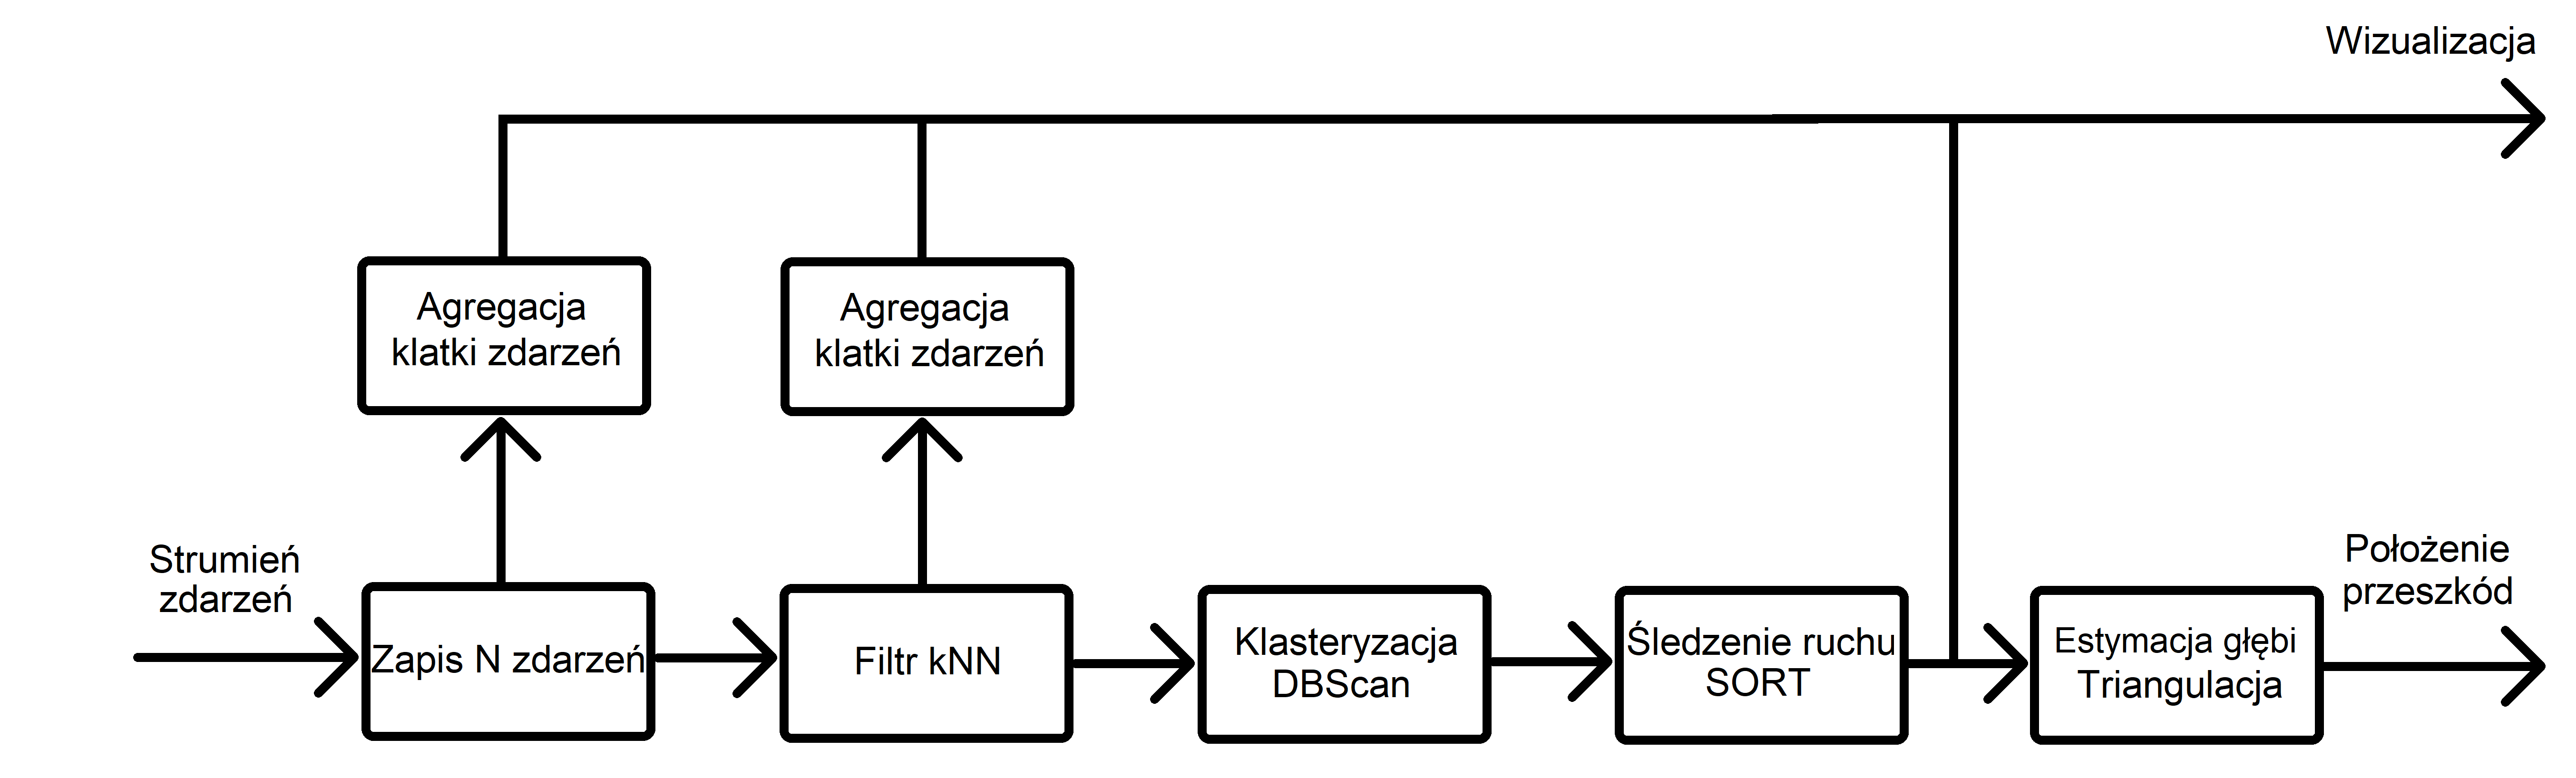 Wizualizacja
Agregacja
klatki zdarzeń
Agregacja
klatki zdarzeń
Strumień
zdarzeń
Zapis N zdarzeń
Filtr kNN
Klasteryzacja
DBScan
Śledzenie ruchu
SORT
Estymacja głębi
Triangulacja
Położenie
przeszkód